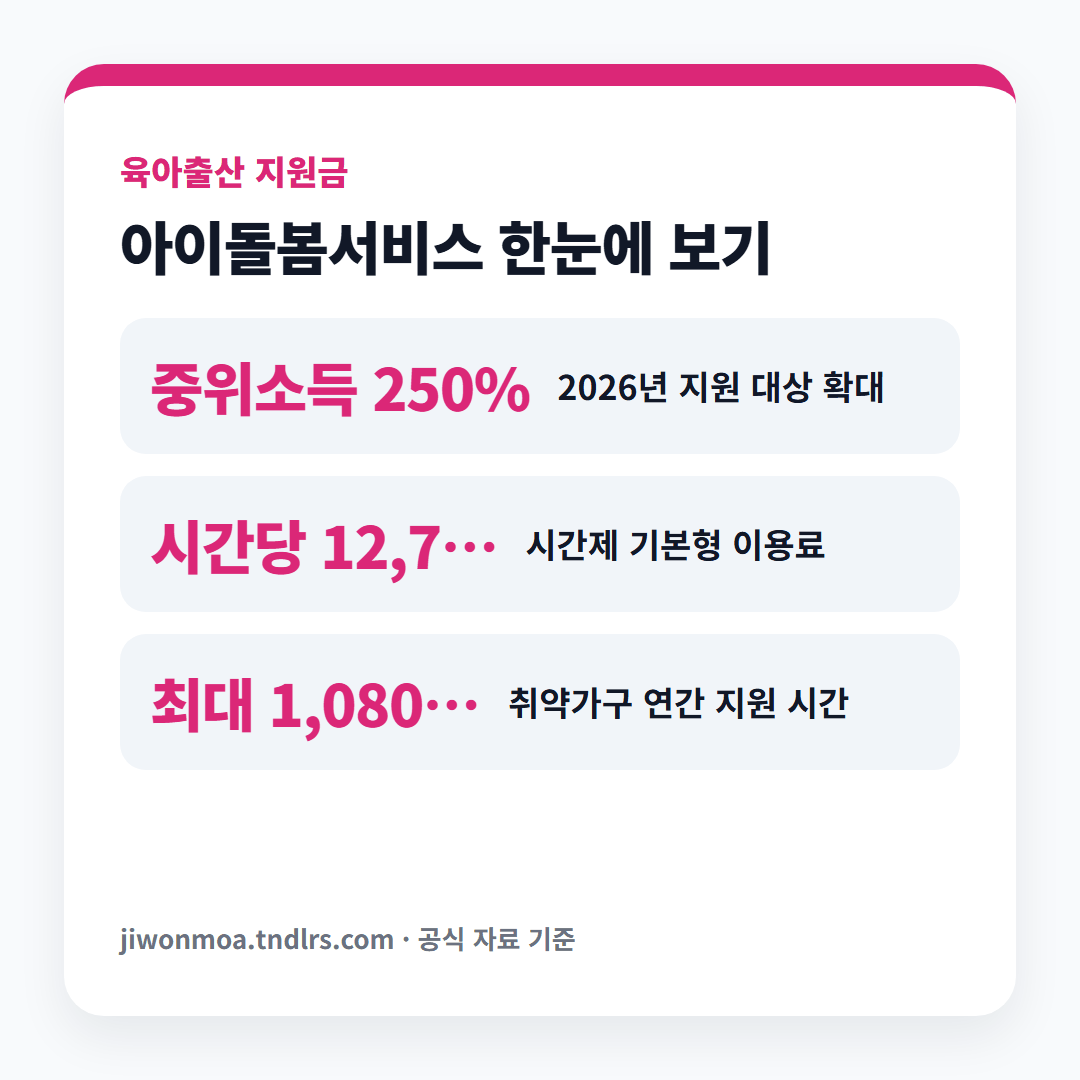 육아출산 지원금
아이돌봄서비스 한눈에 보기
중위소득 250% 2026년 지원 대상 확대
시간당 12,7… 시간제 기본형 이용료
최대 1,080… 취약가구 연간 지원 시간
jiwonmoa.tndlrs.com · 공식 자료 기준